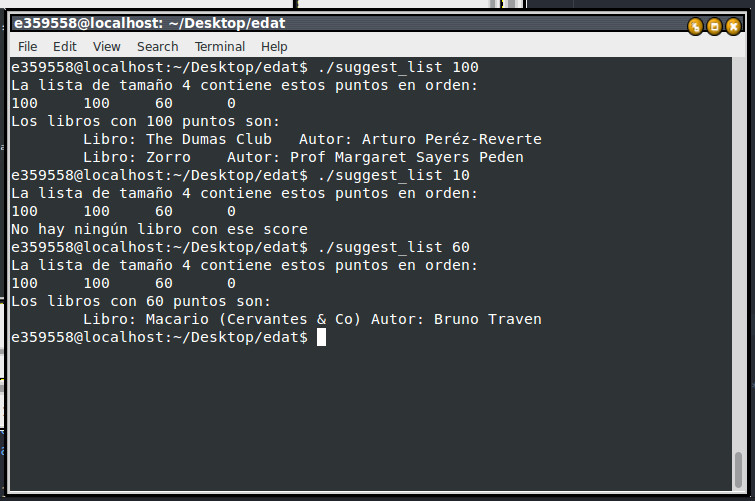 e359558@localhost: ~/Desktop/edat
File Edit View Search Terminal Help
e359558@localhost:~/Desktop/edat$ ./suggest_list 100
La lista de tamaño 4 contiene estos puntos en orden:
100 100 60 0
Los libros con 100 puntos son:
Libro: The Dumas Club Autor: Arturo Peréz-Reverte
Libro: Zorro Autor: Prof Margaret Sayers Peden
e359558@localhost:~/Desktop/edat$ ./suggest_list 10
La lista de tamaño 4 contiene estos puntos en orden:
100 100 60 0
No hay ningún libro con ese score
e359558@localhost:~/Desktop/edat$ ./suggest_list 60
La lista de tamaño 4 contiene estos puntos en orden:
100 100 60 0
Los libros con 60 puntos son:
Libro: Macario (Cervantes & Co) Autor: Bruno Traven
e359558@localhost:~/Desktop/edat$